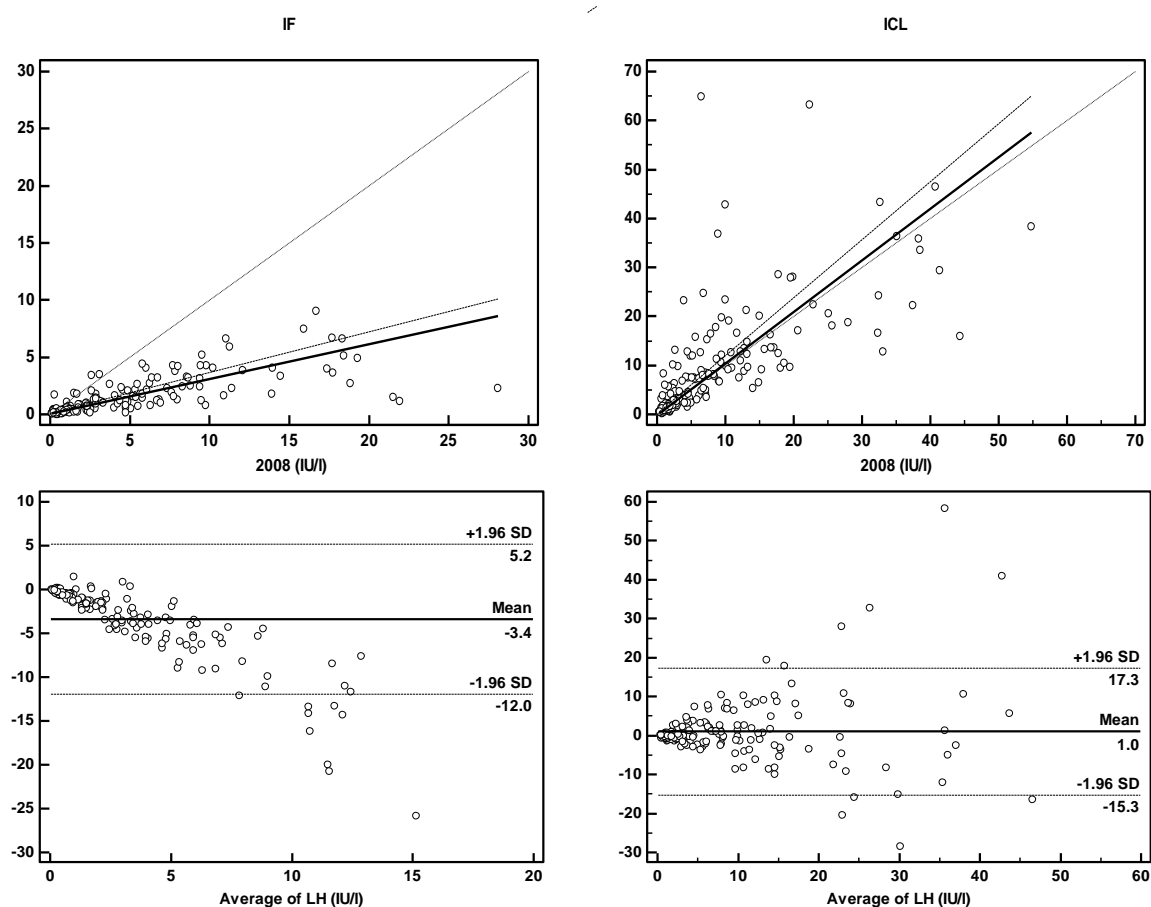 IF
ICL
30
25
20
15
10
5
0
0 5 10 15 20 25 30
2008 (IU/l)
70
60
50
40
30
20
10
0
0 10 20 30 40 50 60 70
2008 (IU/l)
10
5
0
-5
-10
-15
-20
-25
-30
+1.96 SD
5.2
Mean
-3.4
-1.96 SD
-12.0
0 5 10 15 20
Average of LH (IU/l)
60
50
40
30
20
10
0
-10
-20
-30
+1.96 SD
17.3
Mean
1.0
-1.96 SD
-15.3
0 10 20 30 40 50 60
Average of LH (IU/l)